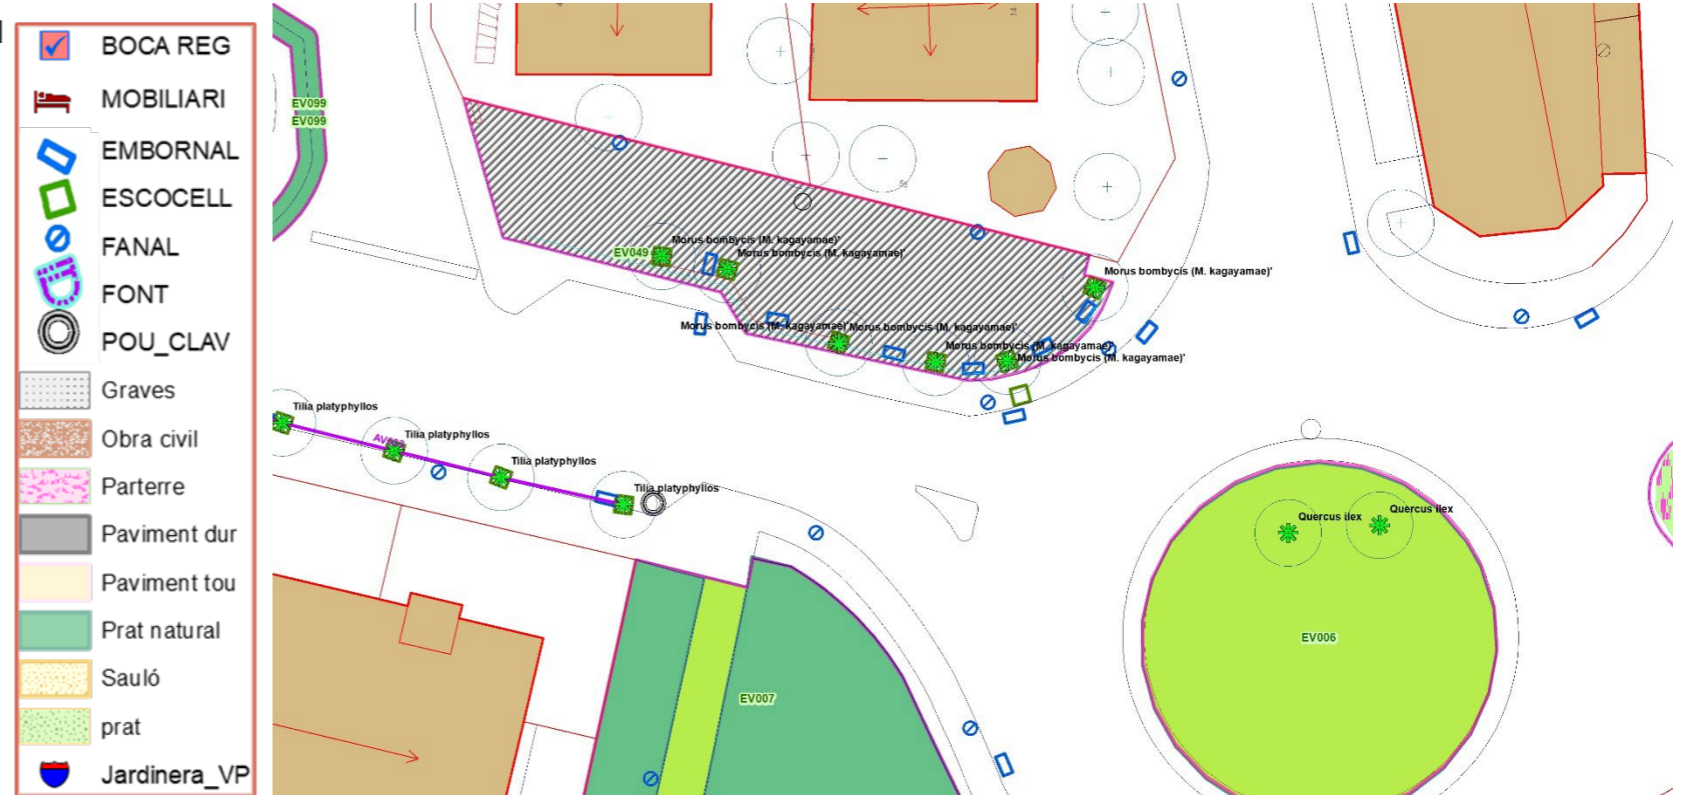 BOCA REG
MOBILIARI
EMBORNAL
ESCOCELL
FANAL
FONT
POU_CLAV
Graves
Obra civil
Parterre
Paviment dur
Paviment tou
Prat natural
Sauló
prat
Jardinera_VP
14
EV099
EV099
Morus bombycis (M. kagayamae)'
EV049
Morus bombycis (M. kagayamae)'
Morus bombycis (M. kagayamae)'
Morus bombycis (M. kagayamae)'
Morus bombycis (M. kagayamae)'
Morus bombycis (M. kagayamae)'
Morus bombycis (M. kagayamae)'
Tilia platyphyllos
Tilia platyphyllos
Tilia platyphyllos
Tilia platyphyllos
Quercus ilex
Quercus ilex
EV006
EV007